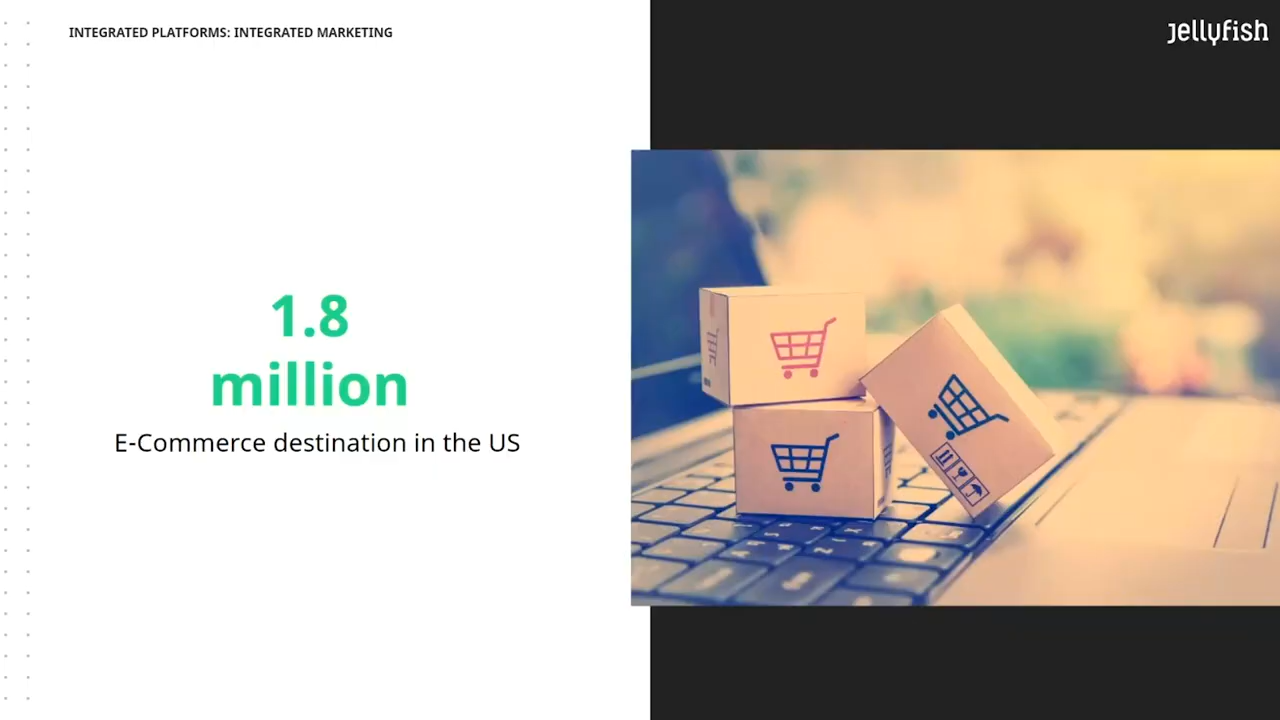 INTEGRATED PLATFORMS: INTEGRATED MARKETING
jellyfish
1.8
million
E-Commerce destination in the US